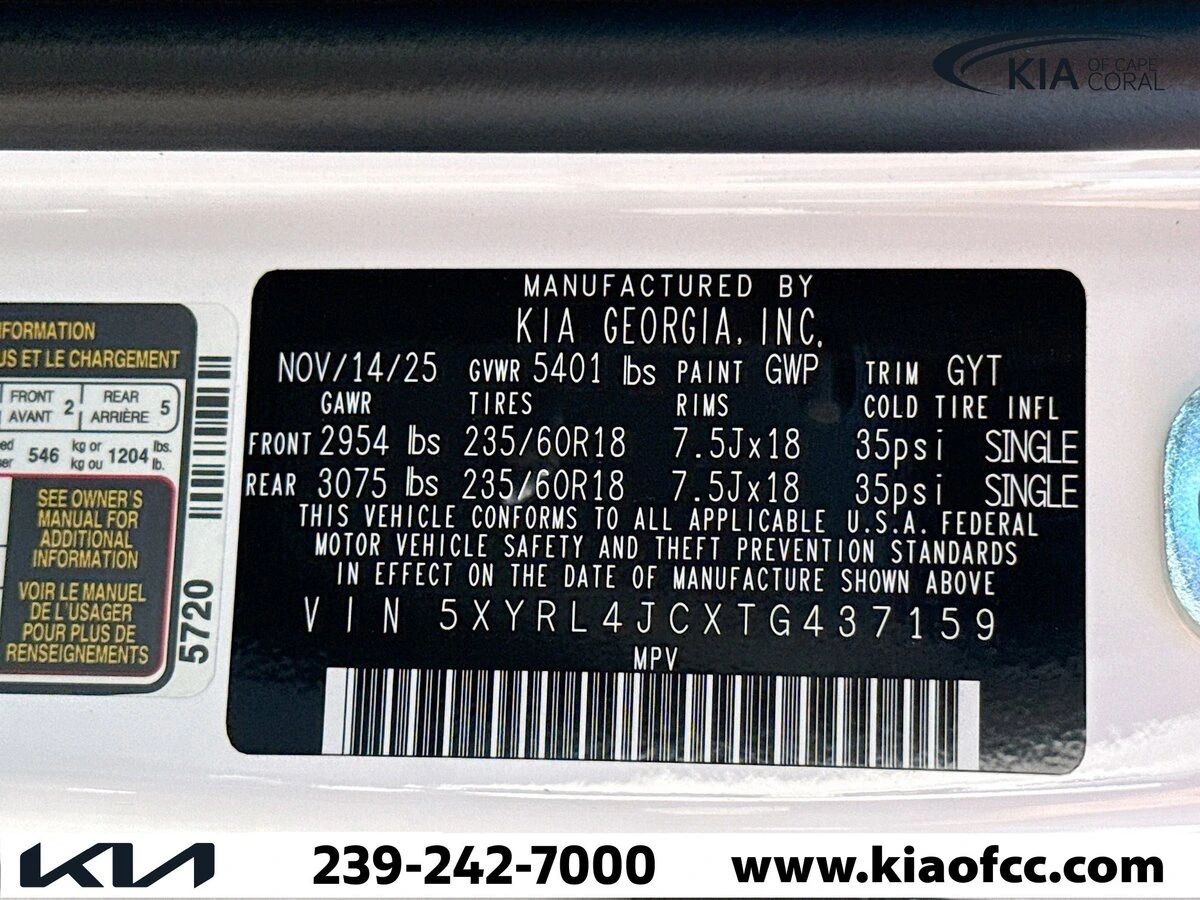 KIA OF CAPE CORAL
MANUFACTURED BY
KIA GEORGIA, INC.
NOV/14/25 GVWR 5401 lbs PAINT GWP TRIM GYT
GAWR TIRES RIMS COLD TIRE INFL
FRONT 2954 lbs 235/60R18 7.5Jx18 35psi SINGLE
REAR 3075 lbs 235/60R18 7.5Jx18 35psi SINGLE
THIS VEHICLE CONFORMS TO ALL APPLICABLE U.S.A. FEDERAL
MOTOR VEHICLE SAFETY AND THEFT PREVENTION STANDARDS
IN EFFECT ON THE DATE OF MANUFACTURE SHOWN ABOVE
VIN 5XYRL4JCXTG437159
MPV
US ET LE CHARGEMENT
FRONT 2 REAR 5
AVANT ARRIÈRE
546 kg or 1204 lbs.
kg ou lb.
SEE OWNER'S
MANUAL FOR
ADDITIONAL
INFORMATION
VOIR LE MANUEL
DE L'USAGER
POUR PLUS DE
RENSEIGNEMENTS
5720
KIA 239-242-7000 www.kiaofcc.com